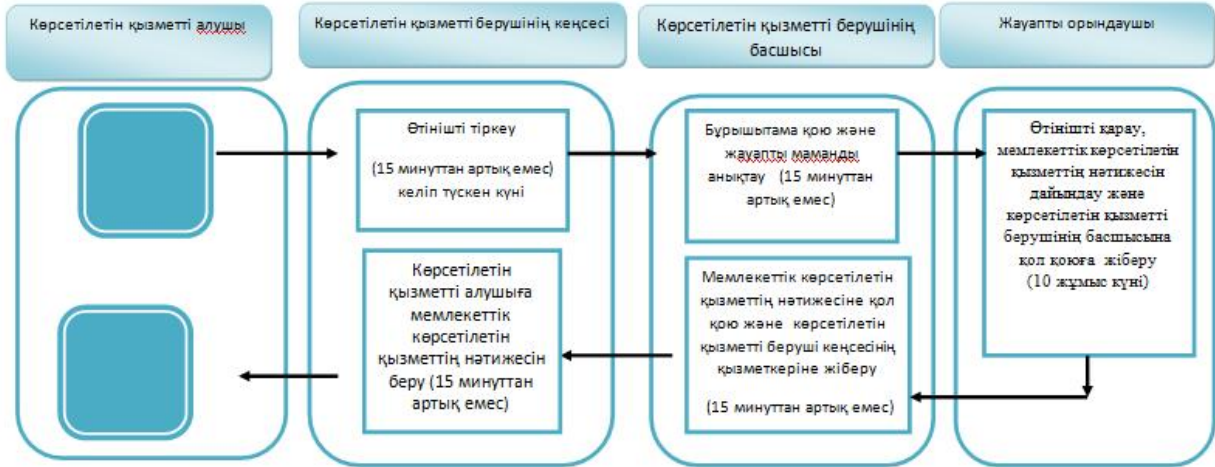 Көрсетілетін қызметті алушы
Көрсетілетін қызметті берушінің кеңсесі
Көрсетілетін қызметті берушінің
басшысы
Жауапты орындаушы
Өтінішті тіркеу
(15 минуттан артық емес)
келіп түскен күні
Бұрыштама қою және
жауапты маманды
анықтау (15 минуттан
артық емес)
Өтінішті қарау,
мемлекеттік көрсетілетін
қызметтің нәтижесін
дайындау және
көрсетілетін қызметті
берушінің басшысына
қол қоюға жіберу
(10 жұмыс күні)
Көрсетілетін
қызметті алушыға
мемлекеттік
көрсетілетін
қызметтің нәтижесін
беру (15 минуттан
артық емес)
Мемлекеттік көрсетілетін
қызметтің нәтижесіне қол
қою және көрсетілетін
қызметті беруші кеңсесінің
қызметкеріне жіберу
(15 минуттан артық емес)